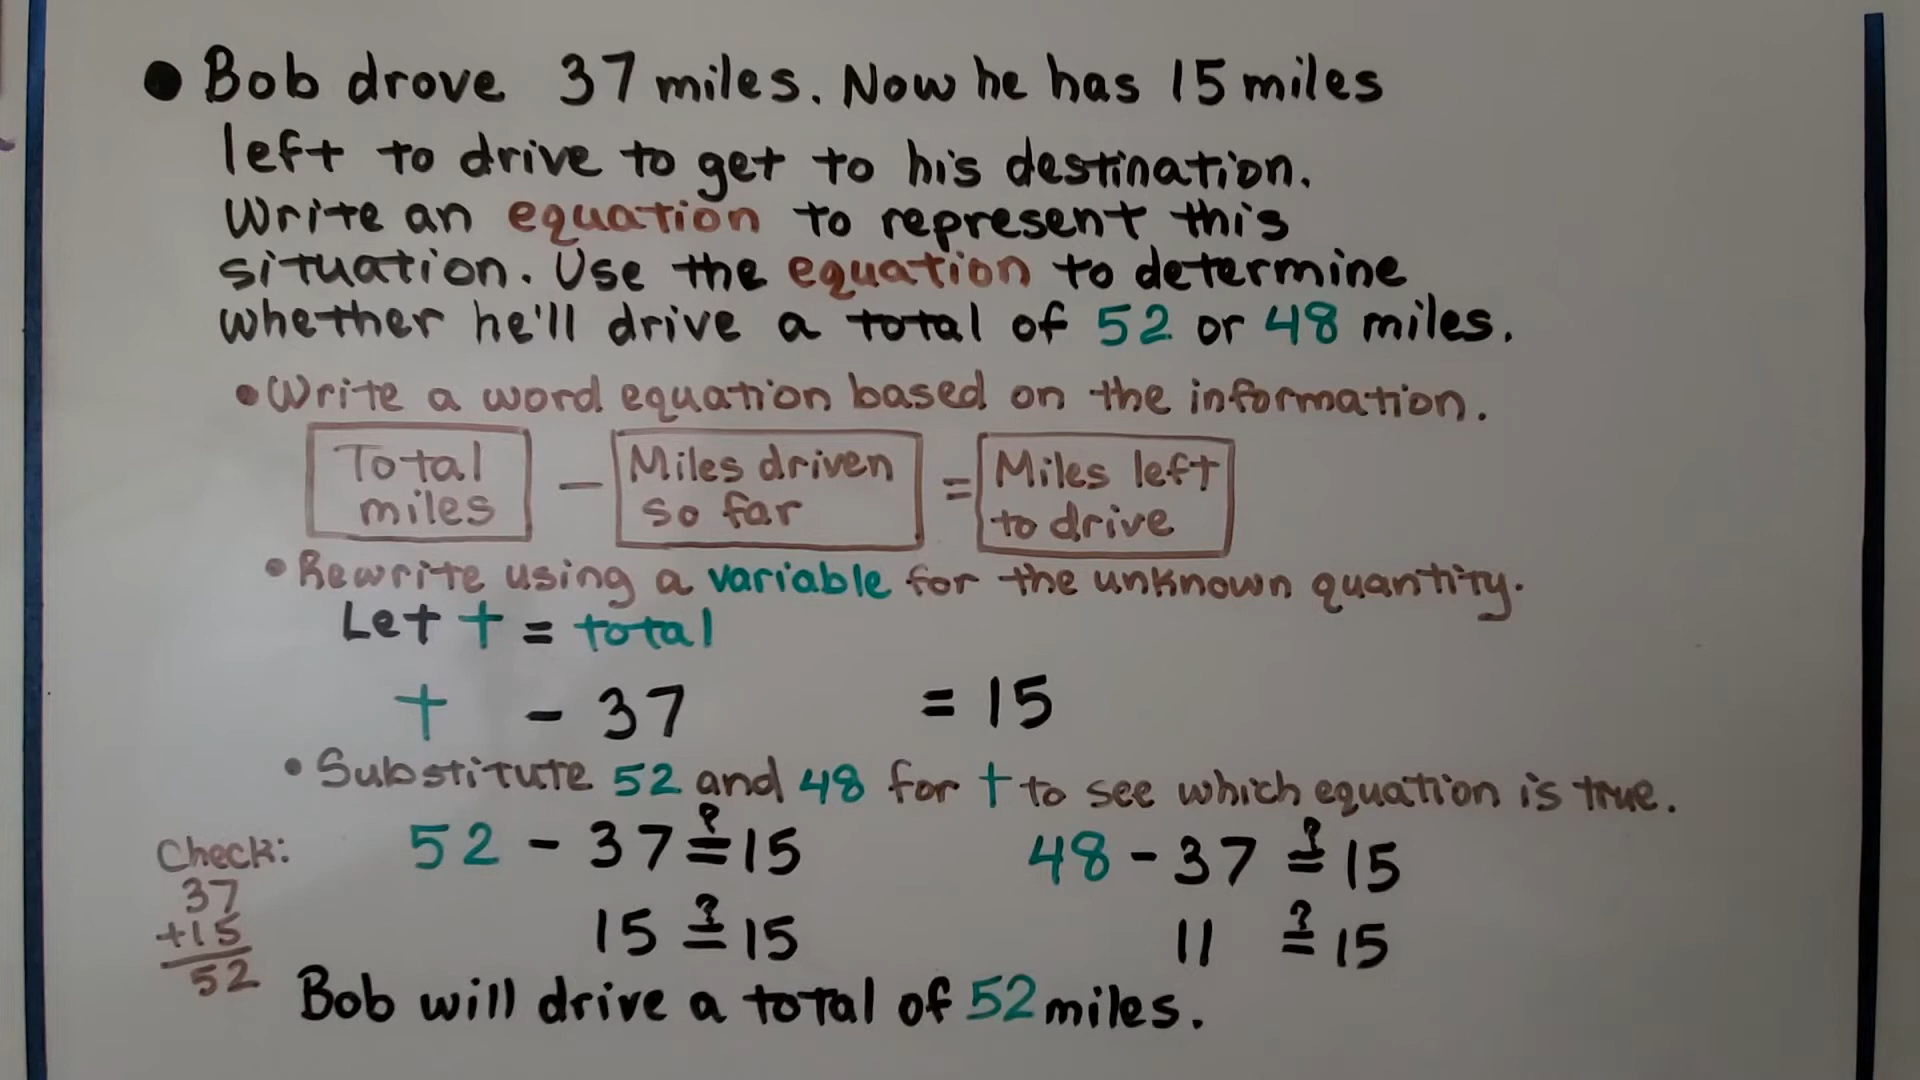 • Bob drove 37 miles. Now he has 15 miles
left to drive to get to his destination.
Write an equation to represent this
situation. Use the equation to determine
whether he'll drive a total of 52 or 48 miles.
• Write a word equation based on the information.
Total miles − Miles driven so far = Miles left to drive
• Rewrite using a variable for the unknown quantity.
Let t = total
t − 37 = 15
• Substitute 52 and 48 for t to see which equation is true.
52 − 37 ≟ 15
15 ≟ 15
48 − 37 ≟ 15
11 ≟ 15
Check:
37
+15
52
Bob will drive a total of 52 miles.